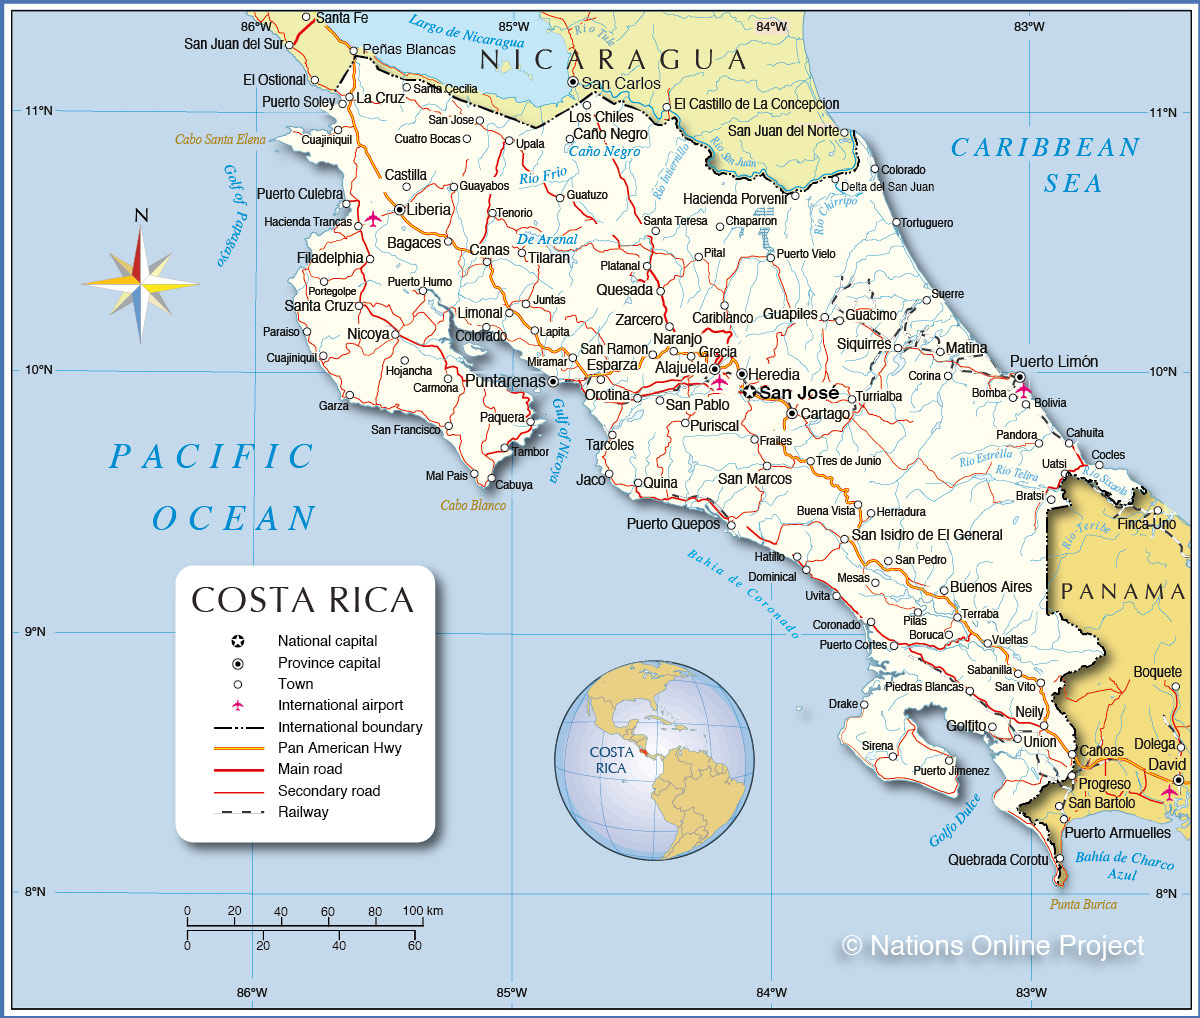 86°W
85°W
84°W
83°W
Santa Fe
San Juan del Sur
Peñas Blancas
Largo de Nicaragua
Rio Tule
NICARAGUA
El Ostional
Santa Cecilia
San Carlos
Puerto Soley
La Cruz
Los Chiles
El Castillo de La Concepcion
11°N
11°N
San Jose
Cuajiniquil
Cuatro Bocas
Upala
Caño Negro
Caño Negro
San Juan del Norte
Rio San Juan
Cabo Santa Elena
CARIBBEAN
SEA
Golf of Papagayo
Castilla
Guayabos
Rio Frio
Guatuzo
Rio Infiernillo
Colorado
Delta del San Juan
Puerto Culebra
Liberia
Tenorio
Hacienda Porvenir
Rio Chirripo
Hacienda Trancas
Santa Teresa
Chaparron
Tortuguero
N
Bagaces
Canas
De Arenal
Tilaran
Filadelphia
Platanal
Pital
Puerto Vielo
Portegolpe
Puerto Humo
Quesada
Suerre
Santa Cruz
Juntas
Limonal
Cariblanco
Guapiles
Guacimo
Paraiso
Nicoya
Colorado
Lapita
Zarcero
Naranjo
Siquirres
Matina
Cuajiniquil
Miramar
San Ramon
Grecia
Puerto Limón
10°N
10°N
Hojancha
Esparza
Alajuela
Heredia
Corina
Carmona
Puntarenas
Orotina
San José
Turrialba
Bomba
Bolivia
Garza
San Pablo
Cartago
San Francisco
Paquera
Gulf of Nicoya
Puriscal
Frailes
Pandora
Cahuita
PACIFIC
OCEAN
Tambor
Tarcoles
Tres de Junio
Rio Estrella
Rio Telira
Uatsi
Cocles
Rio Sixaola
Mal Pais
Cabuya
Jaco
Quina
San Marcos
Bratsi
Cabo Blanco
Puerto Quepos
Buena Vista
Herradura
Finca Uno
San Isidro de El General
Rio Teribe
Bahia de Coronado
Hatillo
San Pedro
Dominical
Mesas
Buenos Aires
PANAMA
Uvita
Pilas
Terraba
Coronado
Boruca
Vueltas
9°N
9°N
Puerto Cortes
Sabanilla
Boquete
Piedras Blancas
San Vito
Drake
Neily
Golfito
Union
Sirena
Canoas
Dolega
Puerto Jimenez
David
Progreso
San Bartolo
Golfo Dulce
Puerto Armuelles
Quebrada Corotu
Bahía de Charco
Azul
Punta Burica
8°N
8°N
COSTA RICA
National capital
Province capital
Town
International airport
International boundary
Pan American Hwy
Main road
Secondary road
Railway
COSTA
RICA
0 20 40 60 80 100 km
0 20 40 60
© Nations Online Project
86°W
85°W
84°W
83°W